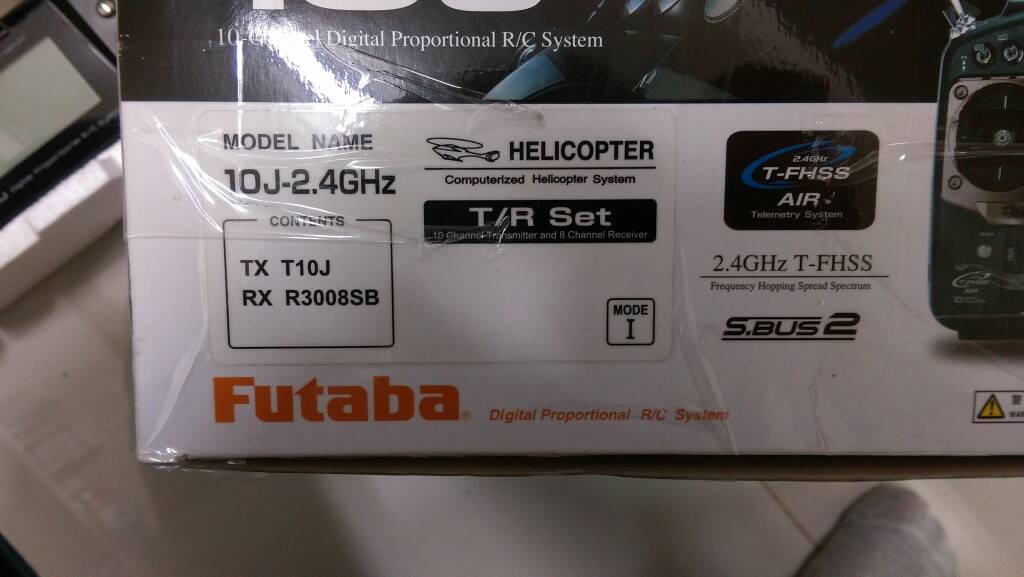 10-Channel Digital Proportional R/C System
MODEL NAME
10J-2.4GHz
HELICOPTER
Computerized Helicopter System
T/R Set
10 Channel Transmitter and 8 Channel Receiver
CONTENTS
TX T10J
RX R3008SB
MODE
I
2.4GHz
T-FHSS
AIR
Telemetry System
2.4GHz T-FHSS
Frequency Hopping Spread Spectrum
S.BUS2
Futaba®
Digital Proportional R/C System